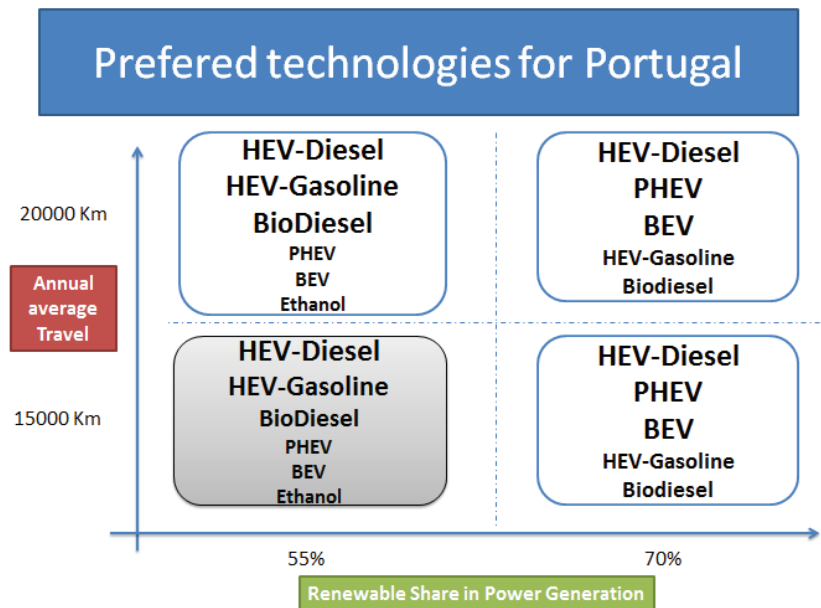 Prefered technologies for Portugal
20000 Km
HEV-Diesel
HEV-Gasoline
BioDiesel
PHEV
BEV
Ethanol
HEV-Diesel
PHEV
BEV
HEV-Gasoline
Biodiesel
Annual
average
Travel
15000 Km
HEV-Diesel
HEV-Gasoline
BioDiesel
PHEV
BEV
Ethanol
HEV-Diesel
PHEV
BEV
HEV-Gasoline
Biodiesel
55%
70%
Renewable Share in Power Generation